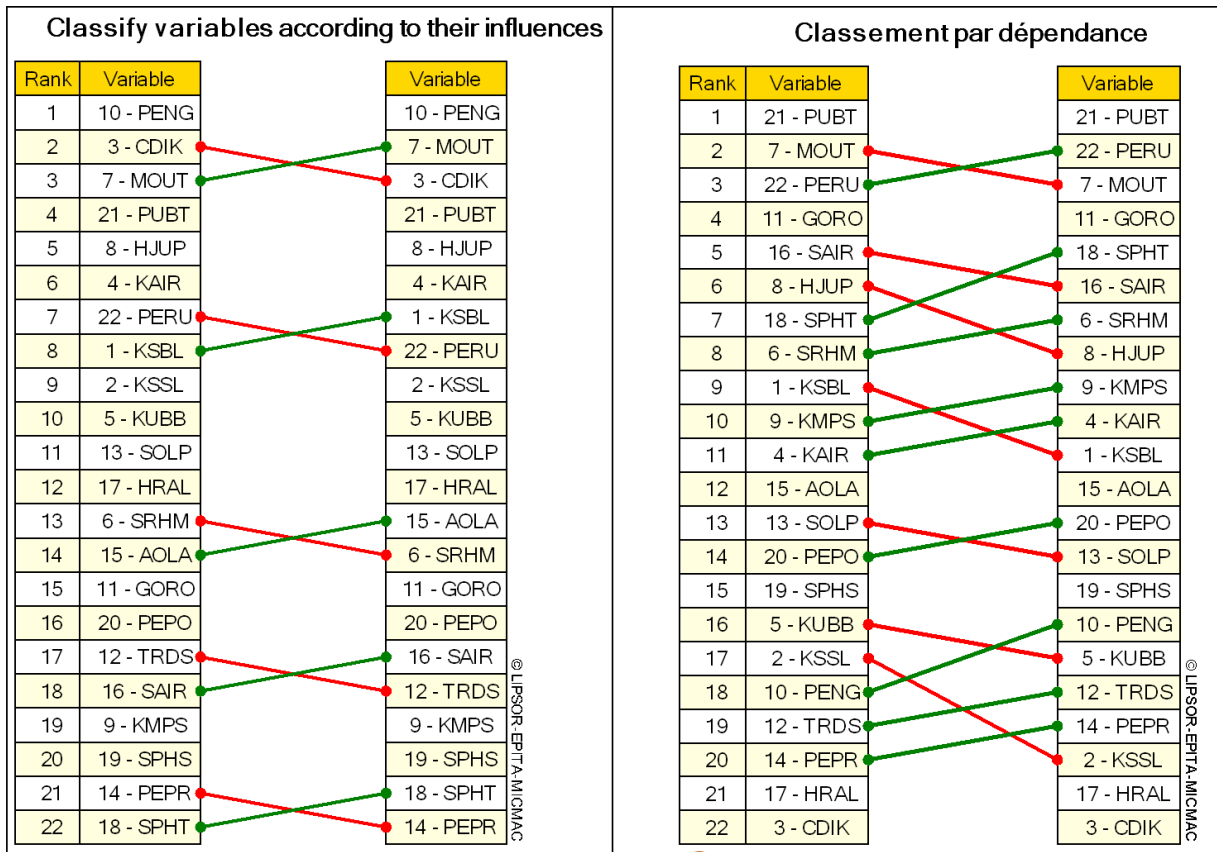 Classify variables according to their influences
Rank Variable Variable
1 10 - PENG 10 - PENG
2 3 - CDIK 7 - MOUT
3 7 - MOUT 3 - CDIK
4 21 - PUBT 21 - PUBT
5 8 - HJUP 8 - HJUP
6 4 - KAIR 4 - KAIR
7 22 - PERU 1 - KSBL
8 1 - KSBL 22 - PERU
9 2 - KSSL 2 - KSSL
10 5 - KUBB 5 - KUBB
11 13 - SOLP 13 - SOLP
12 17 - HRAL 17 - HRAL
13 6 - SRHM 15 - AOLA
14 15 - AOLA 6 - SRHM
15 11 - GORO 11 - GORO
16 20 - PEPO 20 - PEPO
17 12 - TRDS 16 - SAIR
18 16 - SAIR 12 - TRDS
19 9 - KMPS 9 - KMPS
20 19 - SPHS 19 - SPHS
21 14 - PEPR 18 - SPHT
22 18 - SPHT 14 - PEPR
© LIPSOR-EPITA-MICMAC
Classement par dépendance
Rank Variable Variable
1 21 - PUBT 21 - PUBT
2 7 - MOUT 22 - PERU
3 22 - PERU 7 - MOUT
4 11 - GORO 11 - GORO
5 16 - SAIR 18 - SPHT
6 8 - HJUP 16 - SAIR
7 18 - SPHT 6 - SRHM
8 6 - SRHM 8 - HJUP
9 1 - KSBL 9 - KMPS
10 9 - KMPS 4 - KAIR
11 4 - KAIR 1 - KSBL
12 15 - AOLA 15 - AOLA
13 13 - SOLP 20 - PEPO
14 20 - PEPO 13 - SOLP
15 19 - SPHS 19 - SPHS
16 5 - KUBB 10 - PENG
17 2 - KSSL 5 - KUBB
18 10 - PENG 12 - TRDS
19 12 - TRDS 14 - PEPR
20 14 - PEPR 2 - KSSL
21 17 - HRAL 17 - HRAL
22 3 - CDIK 3 - CDIK
© LIPSOR-EPITA-MICMAC